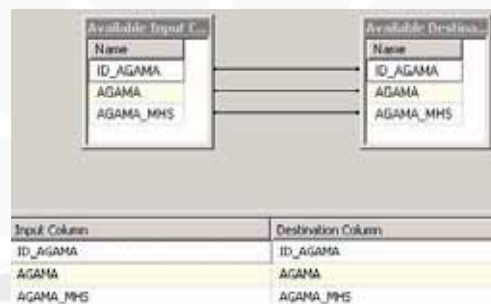 Available Input C... Available Destina...
Name Name
ID_AGAMA ID_AGAMA
AGAMA AGAMA
AGAMA_MHS AGAMA_MHS
Input Column Destination Column
ID_AGAMA ID_AGAMA
AGAMA AGAMA
AGAMA_MHS AGAMA_MHS